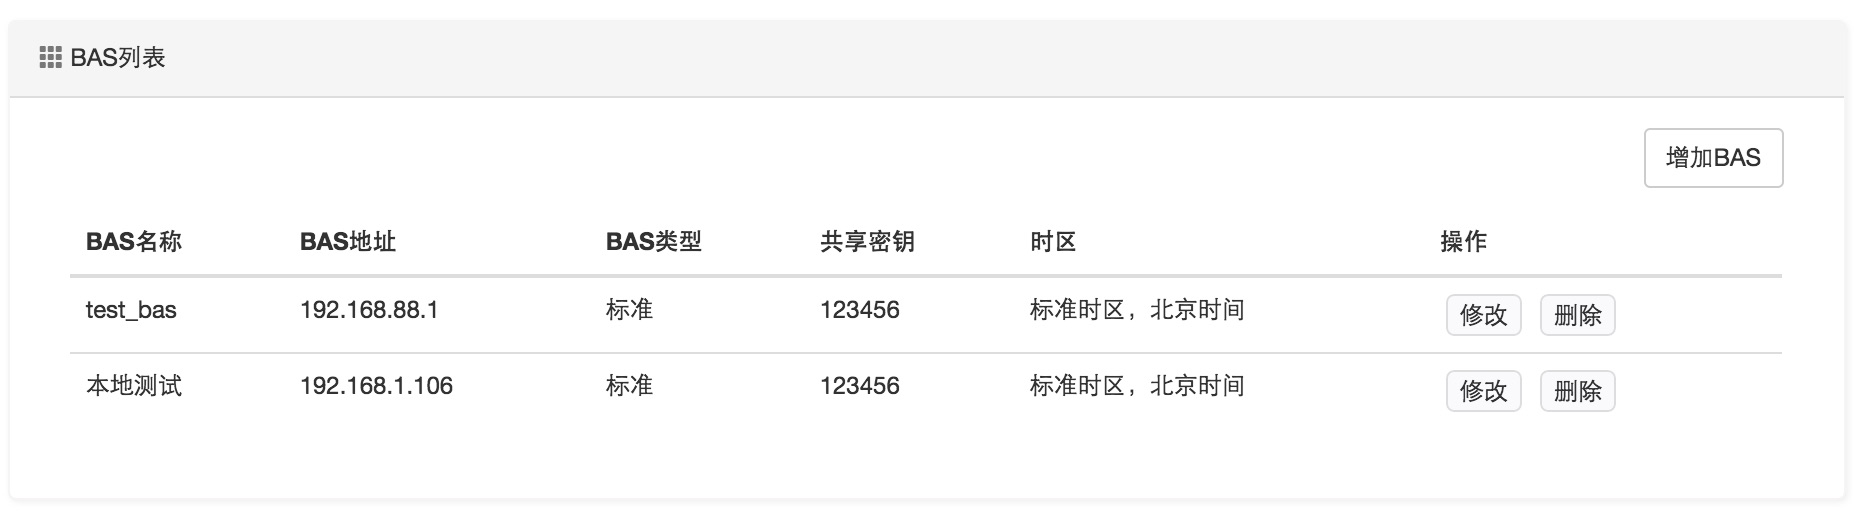 BAS列表
增加BAS
BAS名称 BAS地址 BAS类型 共享密钥 时区 操作
test_bas 192.168.88.1 标准 123456 标准时区，北京时间 修改 删除
本地测试 192.168.1.106 标准 123456 标准时区，北京时间 修改 删除